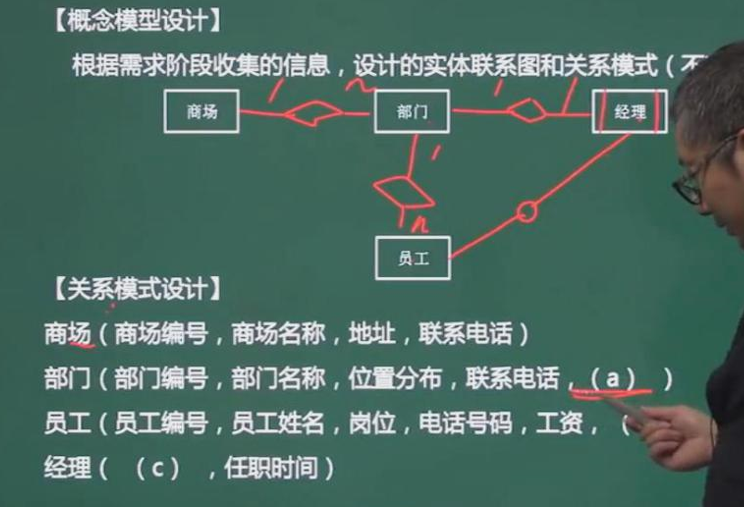 【概念模型设计】
根据需求阶段收集的信息，设计的实体联系图和关系模式（不
1 n 1 1
商场 部门 经理
1
n
员工
【关系模式设计】
商场（商场编号，商场名称，地址，联系电话）
部门（部门编号，部门名称，位置分布，联系电话，（a） ）
员工（员工编号，员工姓名，岗位，电话号码，工资，（
经理（ （c） ，任职时间）